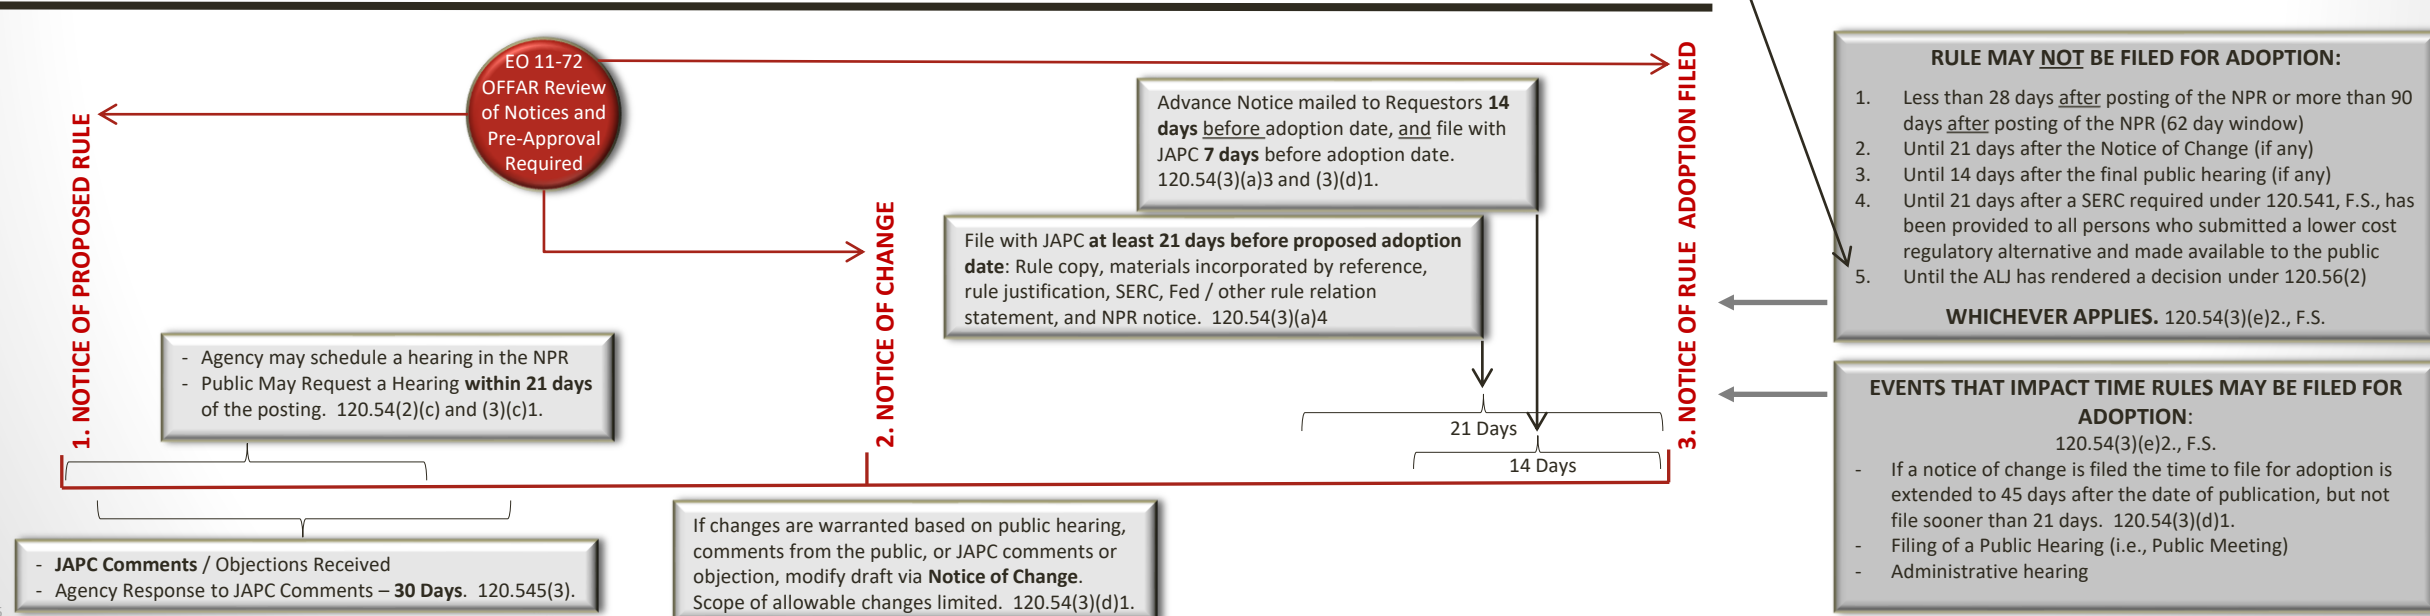 EO 11-72
OFFAR Review
of Notices and
Pre-Approval
Required
1. NOTICE OF PROPOSED RULE
2. NOTICE OF CHANGE
3. NOTICE OF RULE ADOPTION FILED
Advance Notice mailed to Requestors 14
days before adoption date, and file with
JAPC 7 days before adoption date.
120.54(3)(a)3 and (3)(d)1.
File with JAPC at least 21 days before proposed adoption
date: Rule copy, materials incorporated by reference,
rule justification, SERC, Fed / other rule relation
statement, and NPR notice. 120.54(3)(a)4
- Agency may schedule a hearing in the NPR
- Public May Request a Hearing within 21 days
of the posting. 120.54(2)(c) and (3)(c)1.
21 Days
14 Days
- JAPC Comments / Objections Received
- Agency Response to JAPC Comments – 30 Days. 120.545(3).
If changes are warranted based on public hearing,
comments from the public, or JAPC comments or
objection, modify draft via Notice of Change.
Scope of allowable changes limited. 120.54(3)(d)1.
RULE MAY NOT BE FILED FOR ADOPTION:
1. Less than 28 days after posting of the NPR or more than 90
days after posting of the NPR (62 day window)
2. Until 21 days after the Notice of Change (if any)
3. Until 14 days after the final public hearing (if any)
4. Until 21 days after a SERC required under 120.541, F.S., has
been provided to all persons who submitted a lower cost
regulatory alternative and made available to the public
5. Until the ALJ has rendered a decision under 120.56(2)
WHICHEVER APPLIES. 120.54(3)(e)2., F.S.
EVENTS THAT IMPACT TIME RULES MAY BE FILED FOR
ADOPTION:
120.54(3)(e)2., F.S.
- If a notice of change is filed the time to file for adoption is
extended to 45 days after the date of publication, but not
file sooner than 21 days. 120.54(3)(d)1.
- Filing of a Public Hearing (i.e., Public Meeting)
- Administrative hearing